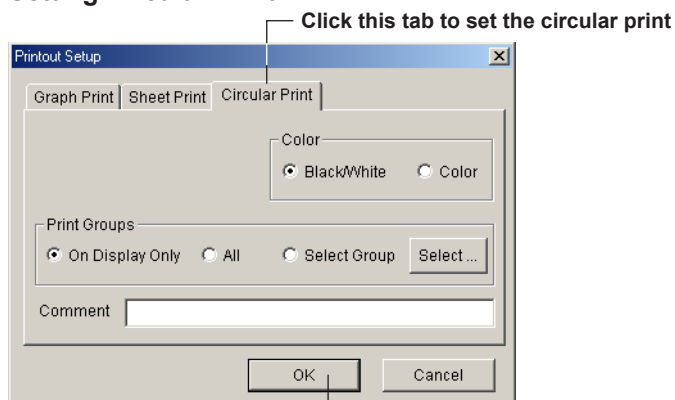 Click this tab to set the circular print
Printout Setup
Graph Print Sheet Print Circular Print
Color
Black/White Color
Print Groups
On Display Only All Select Group Select ...
Comment
OK Cancel